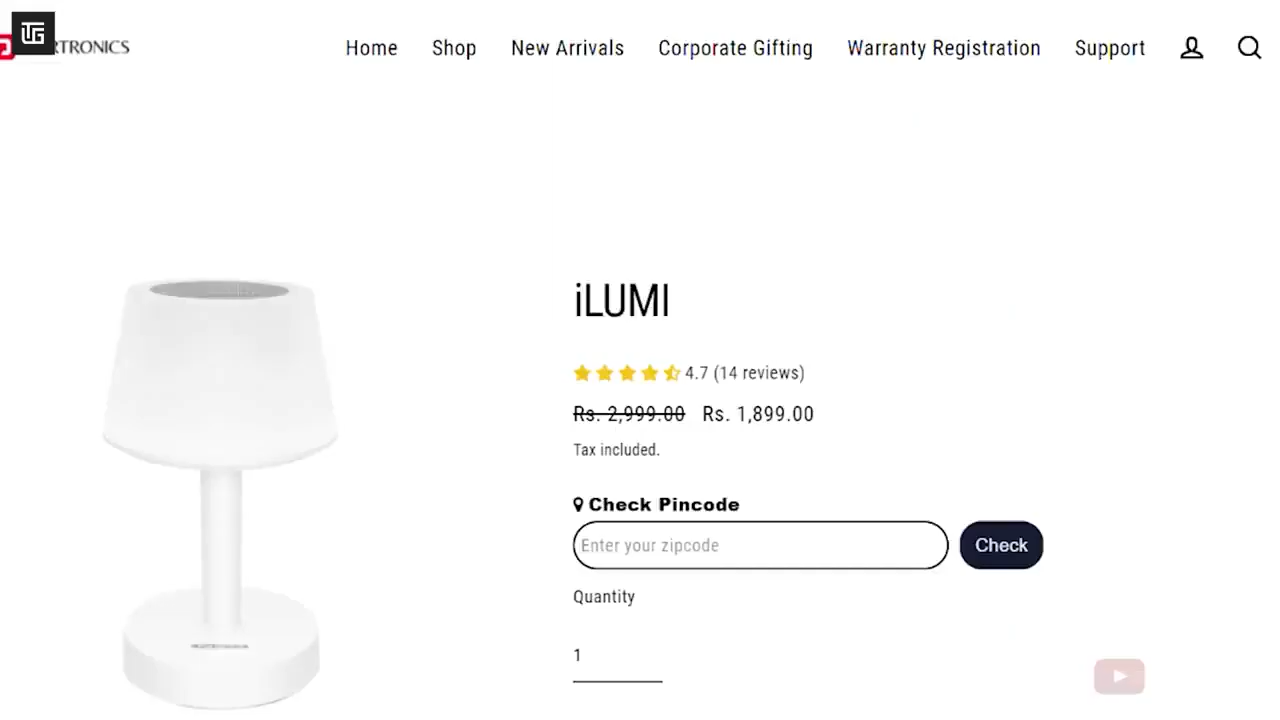 RTRONICS
Home Shop New Arrivals Corporate Gifting Warranty Registration Support
iLUMI
4.7 (14 reviews)
Rs. 2,999.00 Rs. 1,899.00
Tax included.
Check Pincode
Enter your zipcode Check
Quantity
1